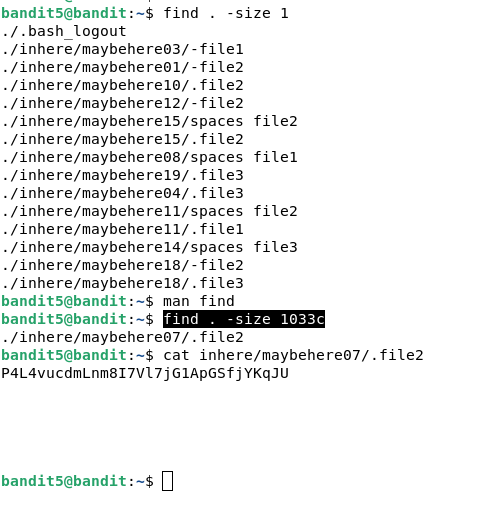 bandit5@bandit:~$ find . -size 1
./.bash_logout
./inhere/maybehere03/-file1
./inhere/maybehere01/-file2
./inhere/maybehere10/.file2
./inhere/maybehere12/-file2
./inhere/maybehere15/spaces file2
./inhere/maybehere15/.file2
./inhere/maybehere08/spaces file1
./inhere/maybehere19/.file3
./inhere/maybehere04/.file3
./inhere/maybehere11/spaces file2
./inhere/maybehere11/.file1
./inhere/maybehere14/spaces file3
./inhere/maybehere18/-file2
./inhere/maybehere18/.file3
bandit5@bandit:~$ man find
bandit5@bandit:~$ find . -size 1033c
./inhere/maybehere07/.file2
bandit5@bandit:~$ cat inhere/maybehere07/.file2
P4L4vucdmLnm8I7Vl7jG1ApGSfjYKqJU
bandit5@bandit:~$